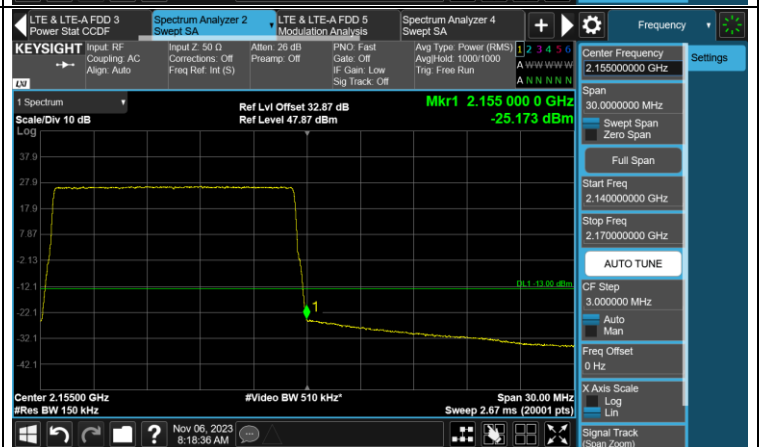 LTE & LTE-A FDD 3
Power Stat CCDF
Spectrum Analyzer 2
Swept SA
LTE & LTE-A FDD 5
Modulation Analysis
Spectrum Analyzer 4
Swept SA
+
Frequency
KEYSIGHT
LXI
Input: RF
Coupling: AC
Align: Auto
Input Z: 50 Ω
Corrections: Off
Freq Ref: Int (S)
Atten: 26 dB
Preamp: Off
PNO: Fast
Gate: Off
IF Gain: Low
Sig Track: Off
Avg Type: Power (RMS)
Avg|Hold: 1000/1000
Trig: Free Run
1 2 3 4 5 6
A W W W W W
A N N N N N
1 Spectrum
Scale/Div 10 dB
Log
Ref Lvl Offset 32.87 dB
Ref Level 47.87 dBm
Mkr1 2.155 000 0 GHz
-25.173 dBm
37.9
27.9
17.9
7.87
-2.13
-12.1
-22.1
-32.1
-42.1
DL1 -13.00 dBm
1
Center 2.15500 GHz
#Res BW 150 kHz
#Video BW 510 kHz*
Span 30.00 MHz
Sweep 2.67 ms (20001 pts)
?
Nov 06, 2023
8:18:36 AM
Center Frequency
2.155000000 GHz
Settings
Span
30.0000000 MHz
Swept Span
Zero Span
Full Span
Start Freq
2.140000000 GHz
Stop Freq
2.170000000 GHz
AUTO TUNE
CF Step
3.000000 MHz
Auto
Man
Freq Offset
0 Hz
X Axis Scale
Log
Lin
Signal Track
(Span Zoom)